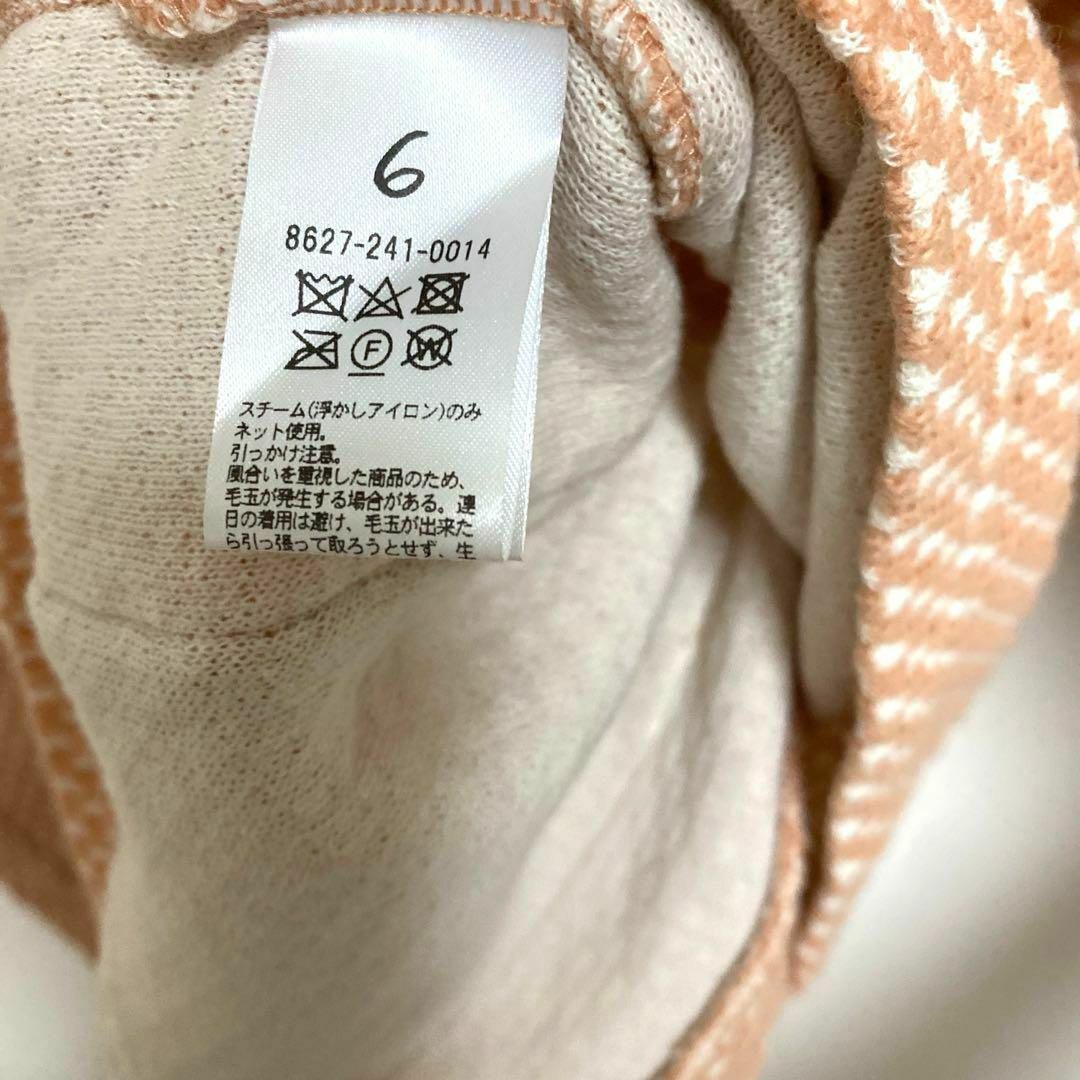 6
8627-241-0014
F W
スチーム(浮かしアイロン)のみ
ネット使用。
引っかけ注意。
風合いを重視した商品のため、
毛玉が発生する場合がある。連
日の着用は避け、毛玉が出来た
ら引っ張って取ろうとせず、生